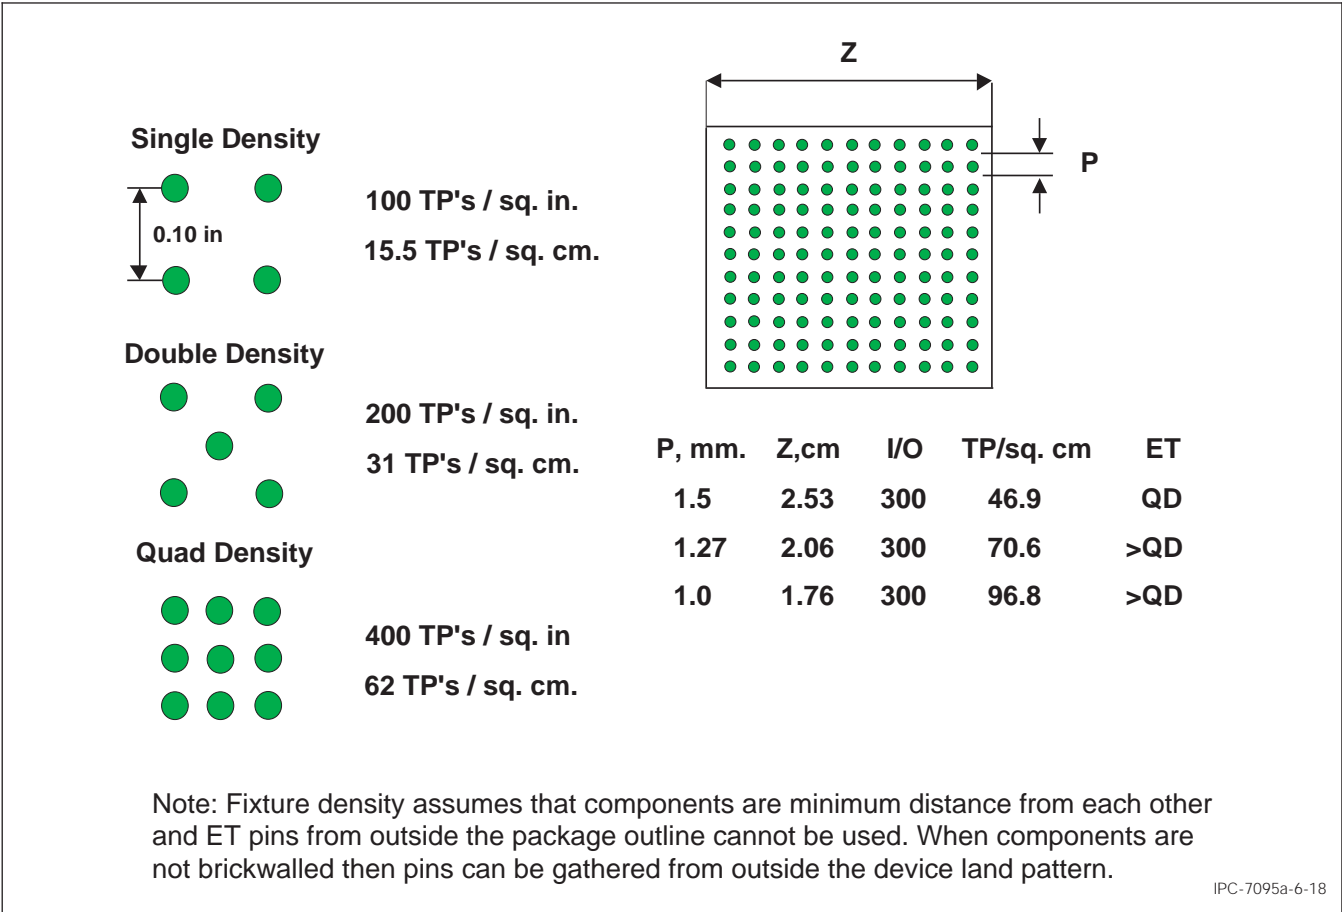 Single Density
0.10 in
100 TP's / sq. in.
15.5 TP's / sq. cm.
Double Density
200 TP's / sq. in.
31 TP's / sq. cm.
Quad Density
400 TP's / sq. in
62 TP's / sq. cm.
Z
P
P, mm. Z,cm I/O TP/sq. cm ET
1.5 2.53 300 46.9 QD
1.27 2.06 300 70.6 >QD
1.0 1.76 300 96.8 >QD
Note: Fixture density assumes that components are minimum distance from each other
and ET pins from outside the package outline cannot be used. When components are
not brickwalled then pins can be gathered from outside the device land pattern.
IPC-7095a-6-18